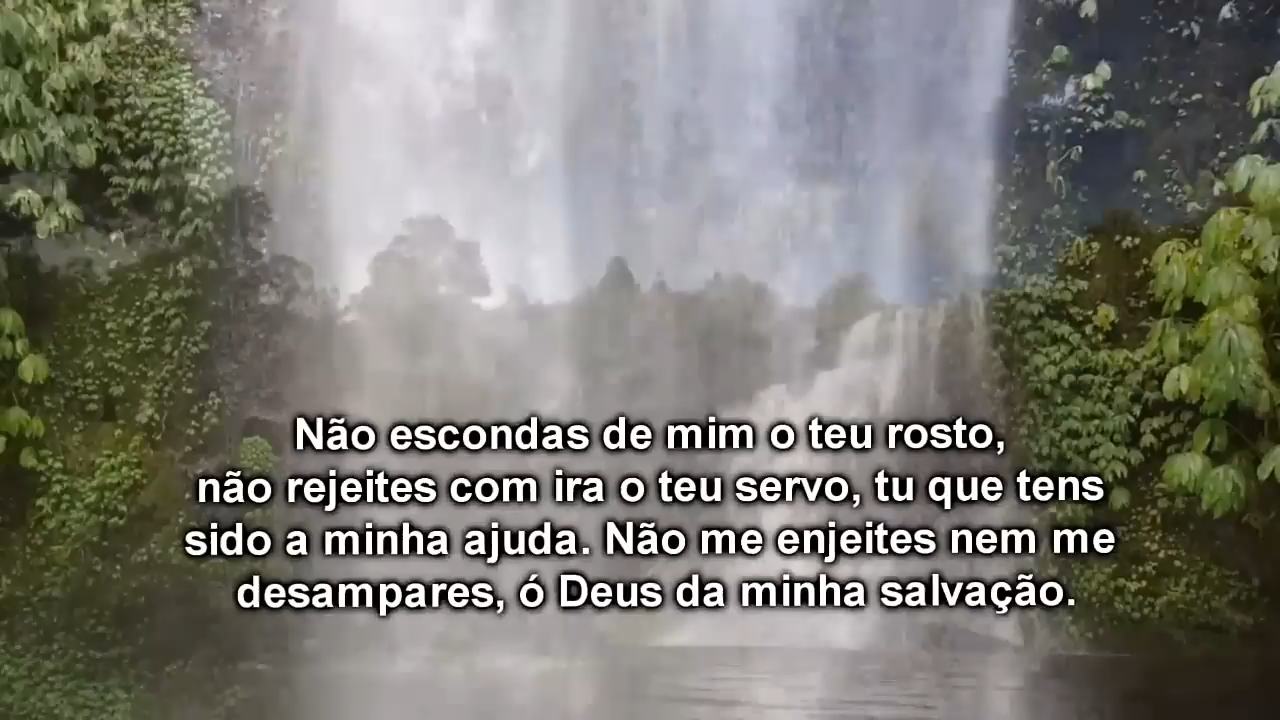 Não escondas de mim o teu rosto,
não rejeites com ira o teu servo, tu que tens
sido a minha ajuda. Não me enjeites nem me
desampares, ó Deus da minha salvação.